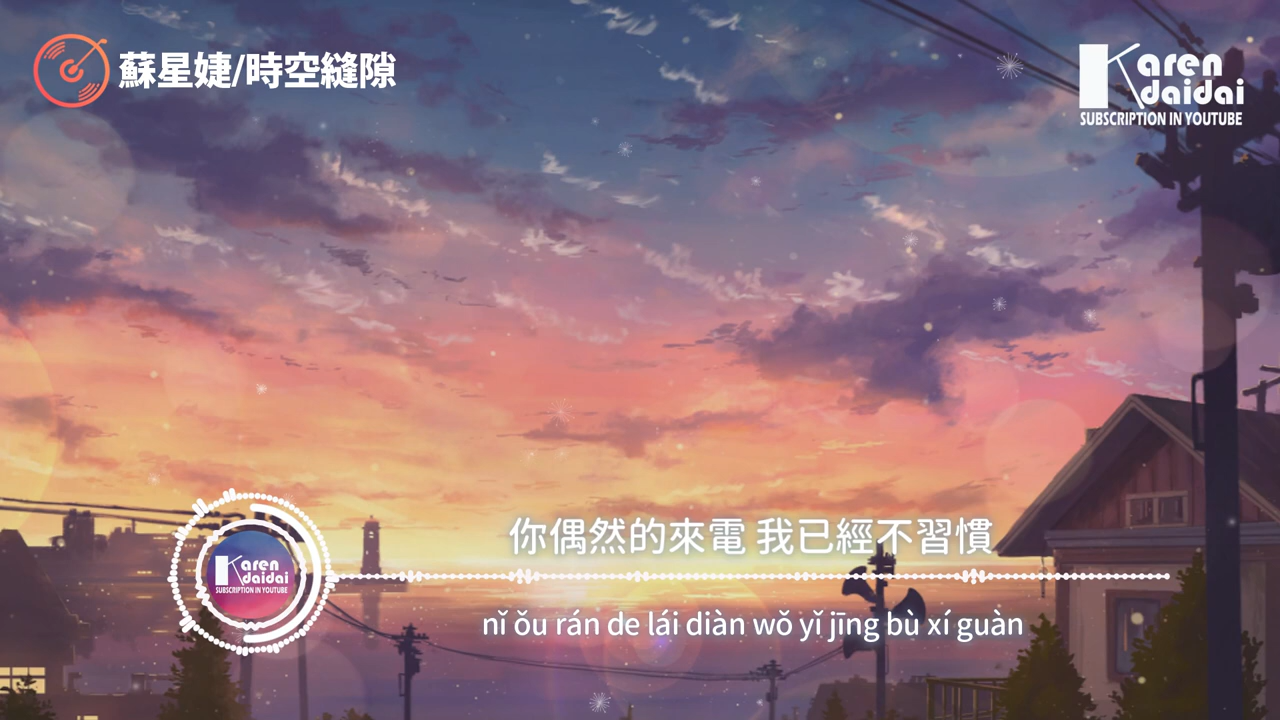 蘇星婕/時空縫隙
Karen
daidai
SUBSCRIPTION IN YOUTUBE
你偶然的來電 我已經不習慣
Karen
daidai
SUBSCRIPTION IN YOUTUBE
nǐ ǒu rán de lái diàn wǒ yǐ jīng bù xí guàn